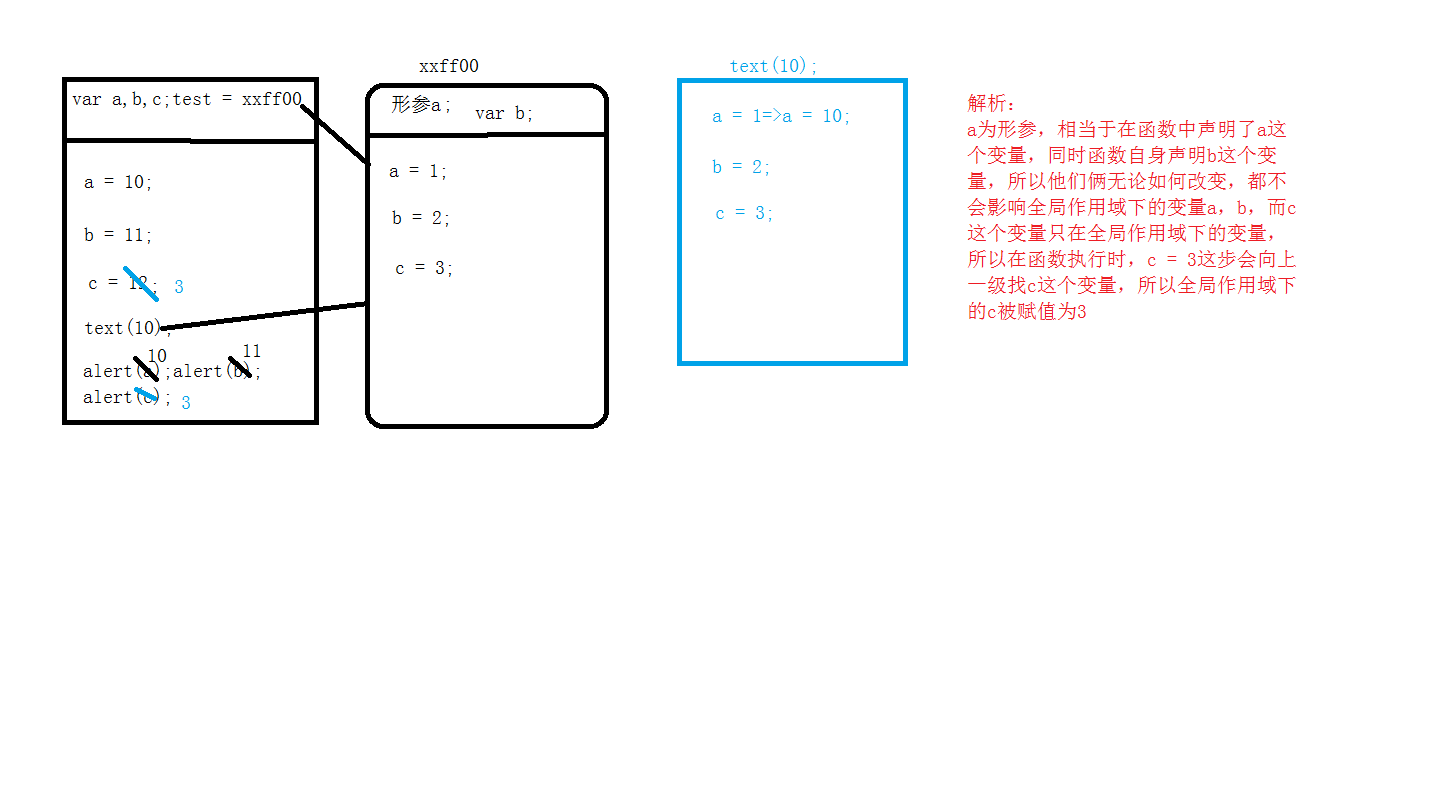 xxff00
text(10);
var a,b,c;test = xxff00
形参a;
var b;
a = 10;
b = 11;
c = 12;
3
text(10);
10
11
alert(a);alert(b);
alert(c);
3
a = 1;
b = 2;
c = 3;
a = 1=>a = 10;
b = 2;
c = 3;
解析：
a为形参，相当于在函数中声明了a这
个变量，同时函数自身声明b这个变
量，所以他们俩无论如何改变，都不
会影响全局作用域下的变量a，b，而c
这个变量只在全局作用域下的变量，
所以在函数执行时，c = 3这步会向上
一级找c这个变量，所以全局作用域下
的c被赋值为3